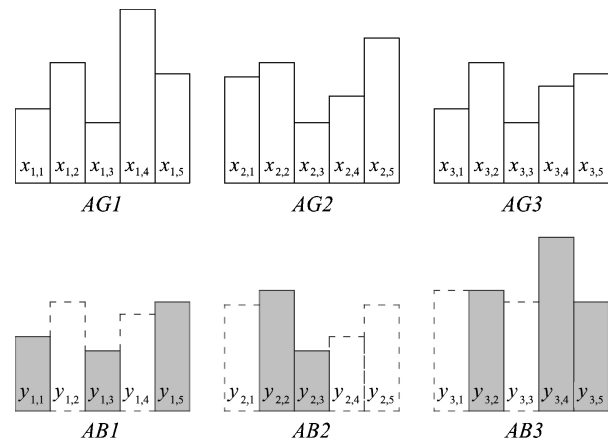 x1,1 x1,2 x1,3 x1,4 x1,5 x2,1 x2,2 x2,3 x2,4 x2,5 x3,1 x3,2 x3,3 x3,4 x3,5
AG1 AG2 AG3
y1,1 y1,2 y1,3 y1,4 y1,5 y2,1 y2,2 y2,3 y2,4 y2,5 y3,1 y3,2 y3,3 y3,4 y3,5
AB1 AB2 AB3